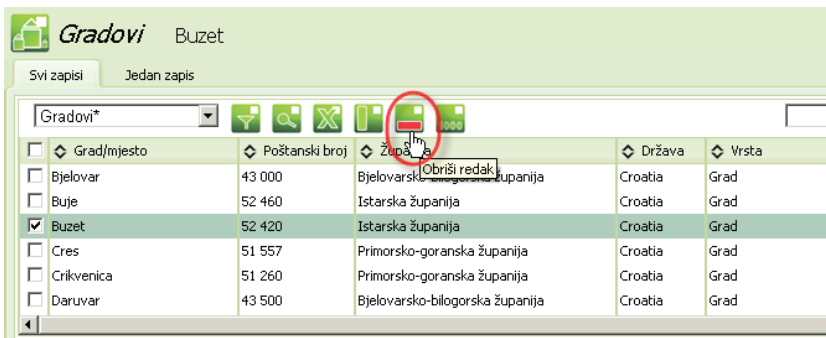 Gradovi Buzet
Svi zapisi Jedan zapis
Gradovi*
Grad/mjesto Poštanski broj Država Vrsta
Obriši redak
Bjelovar 43 000 Bjelovarsko-bilogorska županija Croatia Grad
Buje 52 460 Istarska županija Croatia Grad
Buzet 52 420 Istarska županija Croatia Grad
Cres 51 557 Primorsko-goranska županija Croatia Grad
Crikvenica 51 260 Primorsko-goranska županija Croatia Grad
Daruvar 43 500 Bjelovarsko-bilogorska županija Croatia Grad